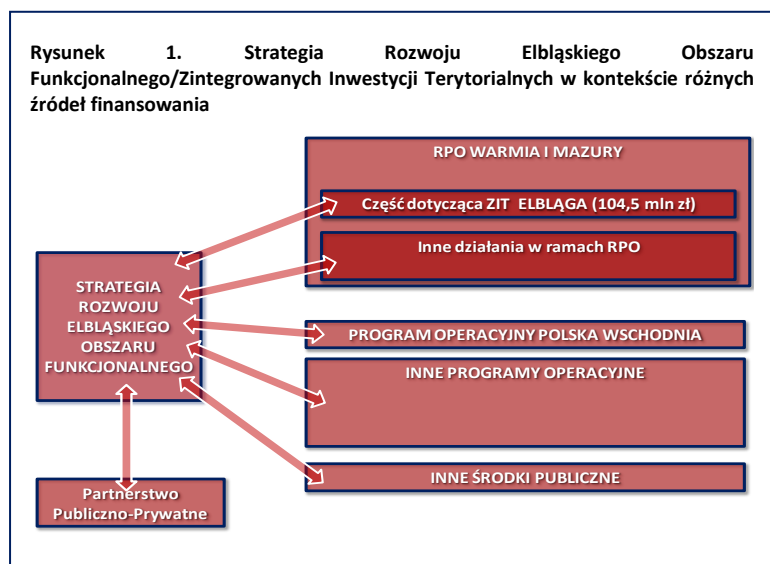 Rysunek 1. Strategia Rozwoju Elbląskiego Obszaru
Funkcjonalnego/Zintegrowanych Inwestycji Terytorialnych w kontekście różnych
źródeł finansowania
RPO WARMIA I MAZURY
Część dotycząca ZIT ELBLĄGA (104,5 mln zł)
Inne działania w ramach RPO
STRATEGIA
ROZWOJU
ELBLĄSKIEGO
OBSZARU
FUNKCJONALNEGO
PROGRAM OPERACYJNY POLSKA WSCHODNIA
INNE PROGRAMY OPERACYJNE
INNE ŚRODKI PUBLICZNE
Partnerstwo
Publiczno-Prywatne